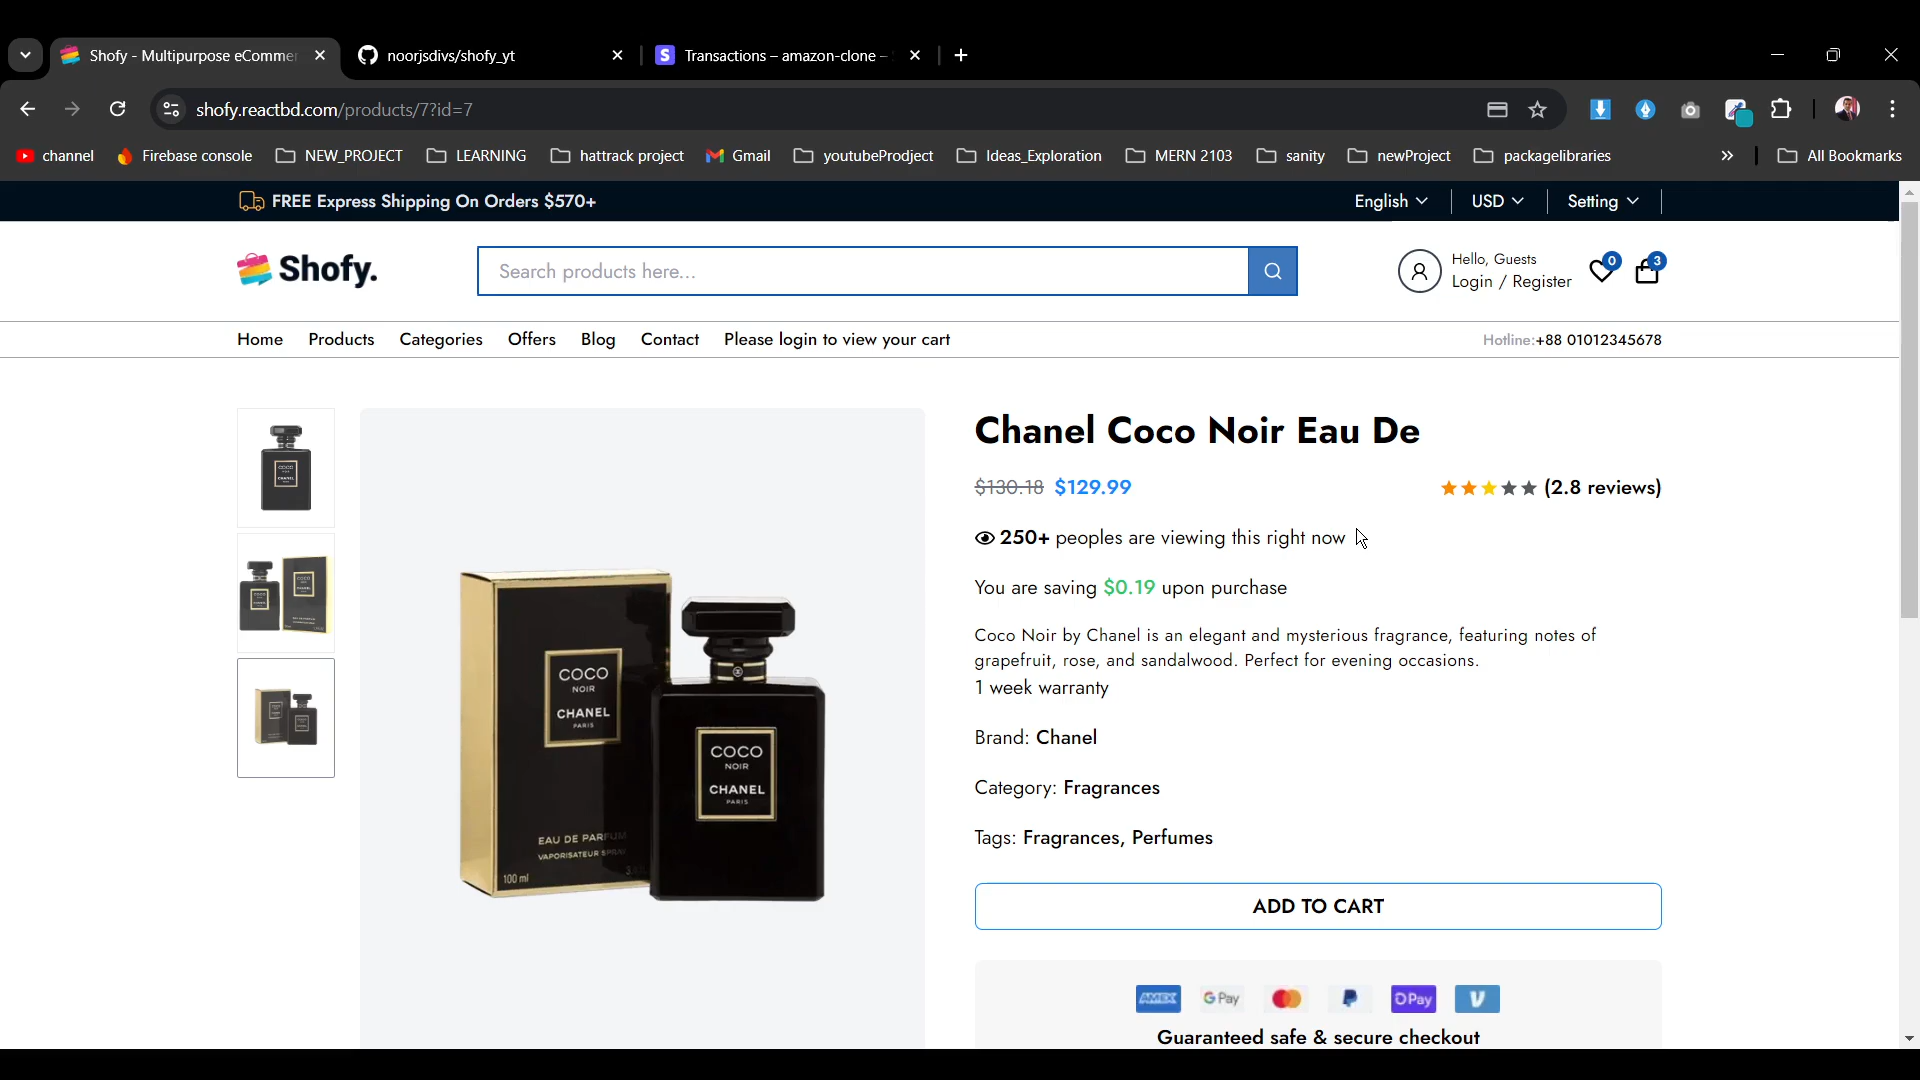 Shofy - Multipurpose eComme
noorjsdivs/shofy_yt
Transactions – amazon-clone –
shofy.reactbd.com/products/7?id=7
channel
Firebase console
NEW_PROJECT
LEARNING
hattrack project
Gmail
youtubeProdject
Ideas_Exploration
MERN 2103
sanity
newProject
packagelibraries
All Bookmarks
FREE Express Shipping On Orders $570+
English
USD
Setting
Shofy.
Search products here...
Hello, Guests
Login / Register
0
3
Home
Products
Categories
Offers
Blog
Contact
Please login to view your cart
Hotline:+88 01012345678
Chanel Coco Noir Eau De
$130.18 $129.99
(2.8 reviews)
250+ peoples are viewing this right now
You are saving $0.19 upon purchase
Coco Noir by Chanel is an elegant and mysterious fragrance, featuring notes of
grapefruit, rose, and sandalwood. Perfect for evening occasions.
1 week warranty
Brand: Chanel
Category: Fragrances
Tags: Fragrances, Perfumes
ADD TO CART
AMEX
G Pay
OPay
V
Guaranteed safe & secure checkout
COCO
NOIR
CHANEL
PARIS
EAU DE PARFUM
VAPORISATEUR SPRAY
100 ml
COCO
NOIR
CHANEL
PARIS